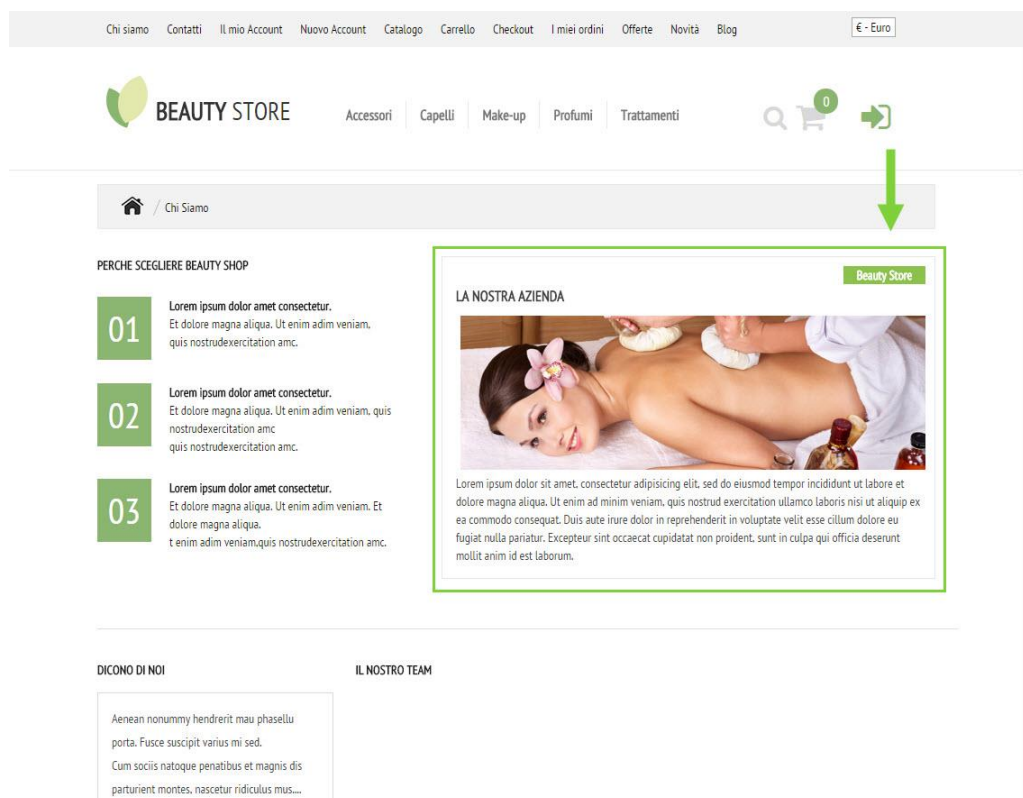 Chi siamo Contatti Il mio Account Nuovo Account Catalogo Carrello Checkout I miei ordini Offerte Novità Blog € - Euro
BEAUTY STORE Accessori Capelli Make-up Profumi Trattamenti 0
/ Chi Siamo
PERCHE SCEGLIERE BEAUTY SHOP
01
Lorem ipsum dolor amet consectetur.
Et dolore magna aliqua. Ut enim adim veniam,
quis nostrudexercitation amc.
02
Lorem ipsum dolor amet consectetur.
Et dolore magna aliqua. Ut enim adim veniam, quis
nostrudexercitation amc
quis nostrudexercitation amc.
03
Lorem ipsum dolor amet consectetur.
Et dolore magna aliqua. Ut enim adim veniam. Et
dolore magna aliqua.
t enim adim veniam,quis nostrudexercitation amc.
Beauty Store
LA NOSTRA AZIENDA
Lorem ipsum dolor sit amet, consectetur adipisicing elit, sed do eiusmod tempor incididunt ut labore et
dolore magna aliqua. Ut enim ad minim veniam, quis nostrud exercitation ullamco laboris nisi ut aliquip ex
ea commodo consequat. Duis aute irure dolor in reprehenderit in voluptate velit esse cillum dolore eu
fugiat nulla pariatur. Excepteur sint occaecat cupidatat non proident, sunt in culpa qui officia deserunt
mollit anim id est laborum.
DICONO DI NOI
Aenean nonummy hendrerit mau phasellu
porta. Fusce suscipit varius mi sed.
Cum sociis natoque penatibus et magnis dis
parturient montes, nascetur ridiculus mus....
IL NOSTRO TEAM